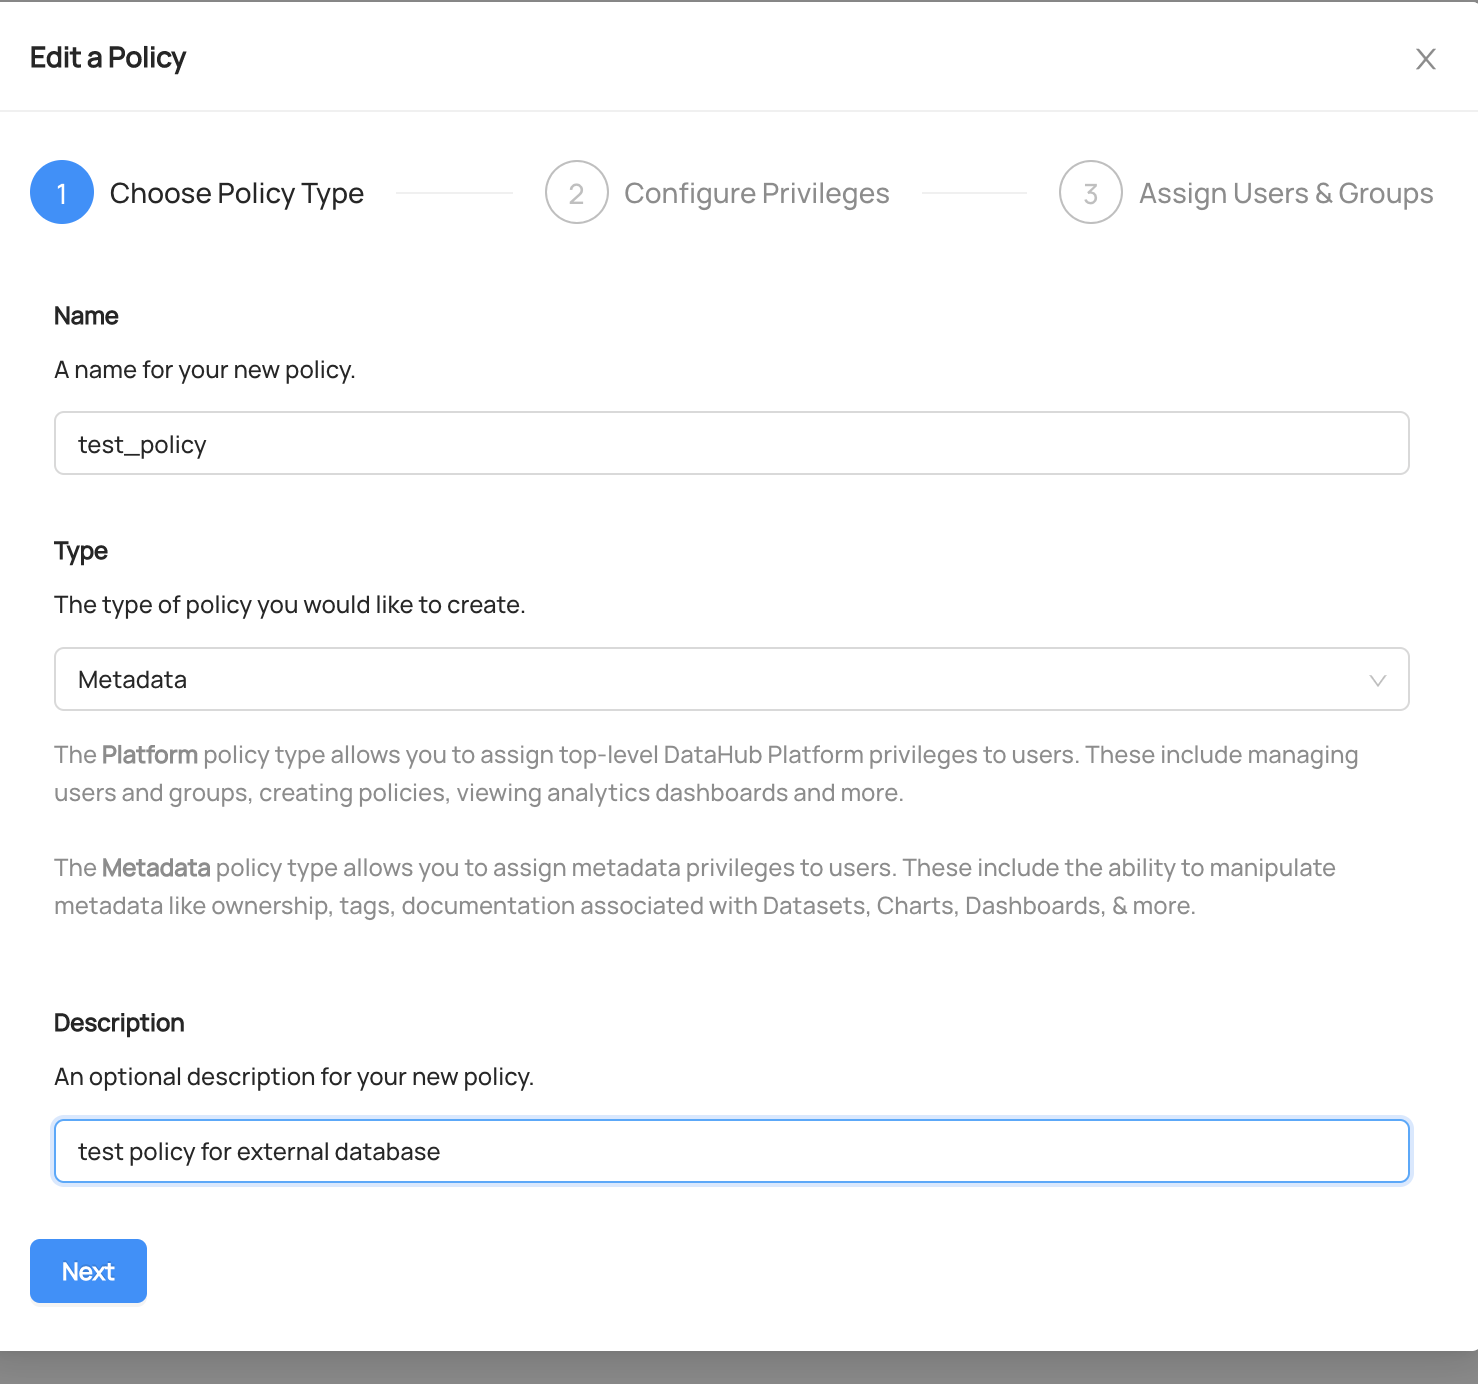 Edit a Policy
1 Choose Policy Type 2 Configure Privileges 3 Assign Users & Groups
Name
A name for your new policy.
test_policy
Type
The type of policy you would like to create.
Metadata
The Platform policy type allows you to assign top-level DataHub Platform privileges to users. These include managing
users and groups, creating policies, viewing analytics dashboards and more.
The Metadata policy type allows you to assign metadata privileges to users. These include the ability to manipulate
metadata like ownership, tags, documentation associated with Datasets, Charts, Dashboards, & more.
Description
An optional description for your new policy.
test policy for external database
Next